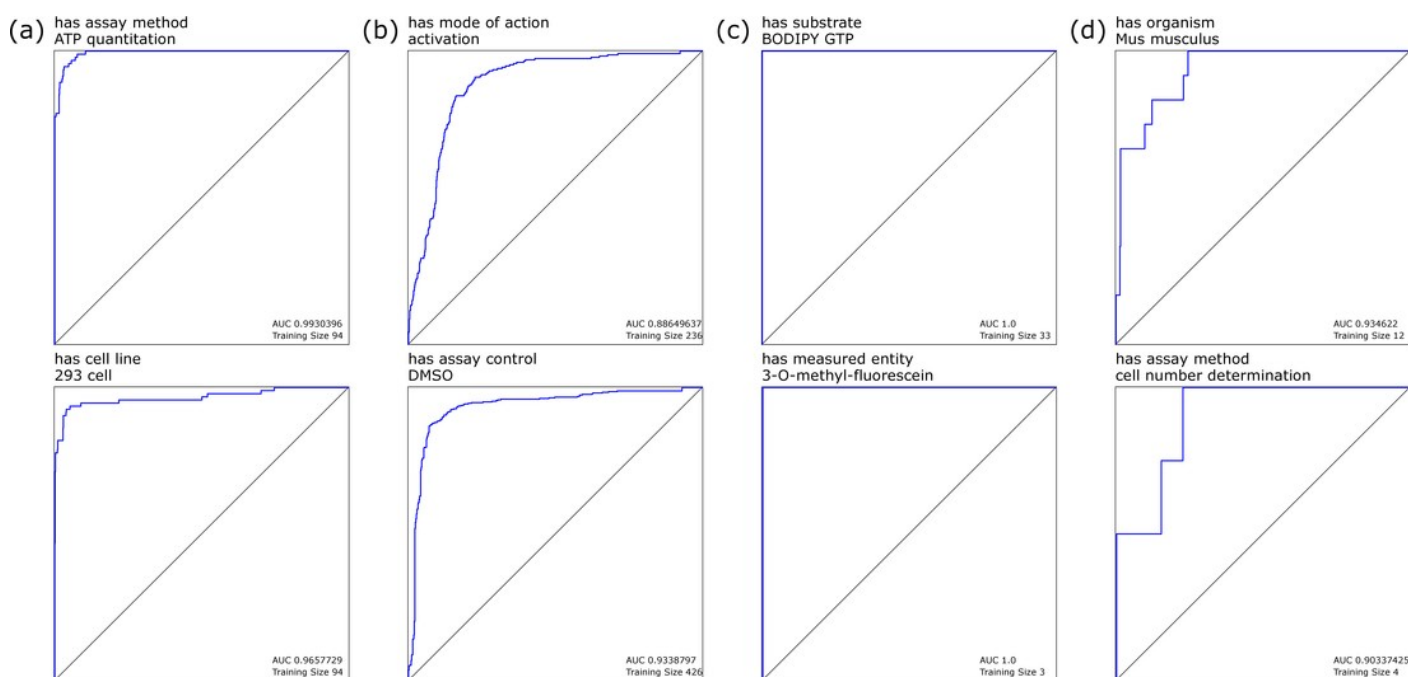 (a)
has assay method
ATP quantitation
AUC 0.9930396
Training Size 94
(b)
has mode of action
activation
AUC 0.88649637
Training Size 236
(c)
has substrate
BODIPY GTP
AUC 1.0
Training Size 33
(d)
has organism
Mus musculus
AUC 0.934622
Training Size 12
has cell line
293 cell
AUC 0.9657729
Training Size 94
has assay control
DMSO
AUC 0.9338797
Training Size 426
has measured entity
3-O-methyl-fluorescein
AUC 1.0
Training Size 3
has assay method
cell number determination
AUC 0.90337425
Training Size 4